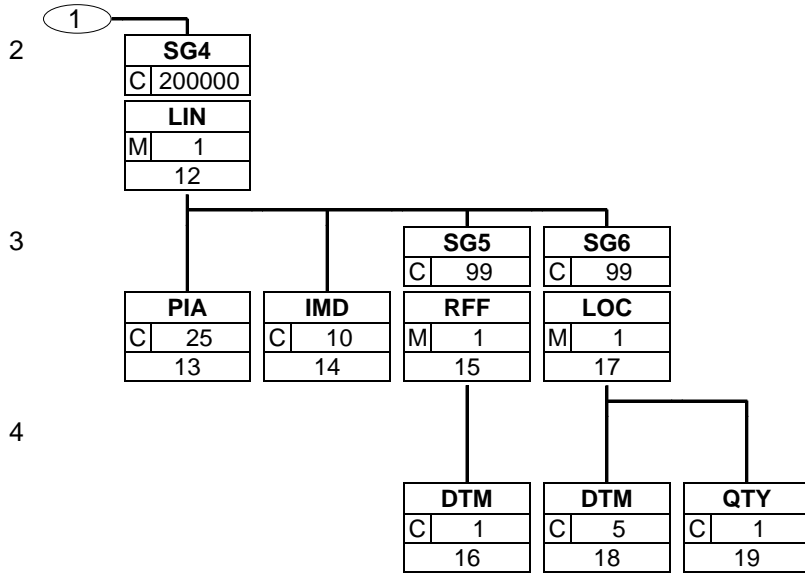 1
2
SG4
C 200000
LIN
M 1
12
3
SG5 SG6
C 99 C 99
PIA IMD RFF LOC
C 25 C 10 M 1 M 1
13 14 15 17
4
DTM DTM QTY
C 1 C 5 C 1
16 18 19